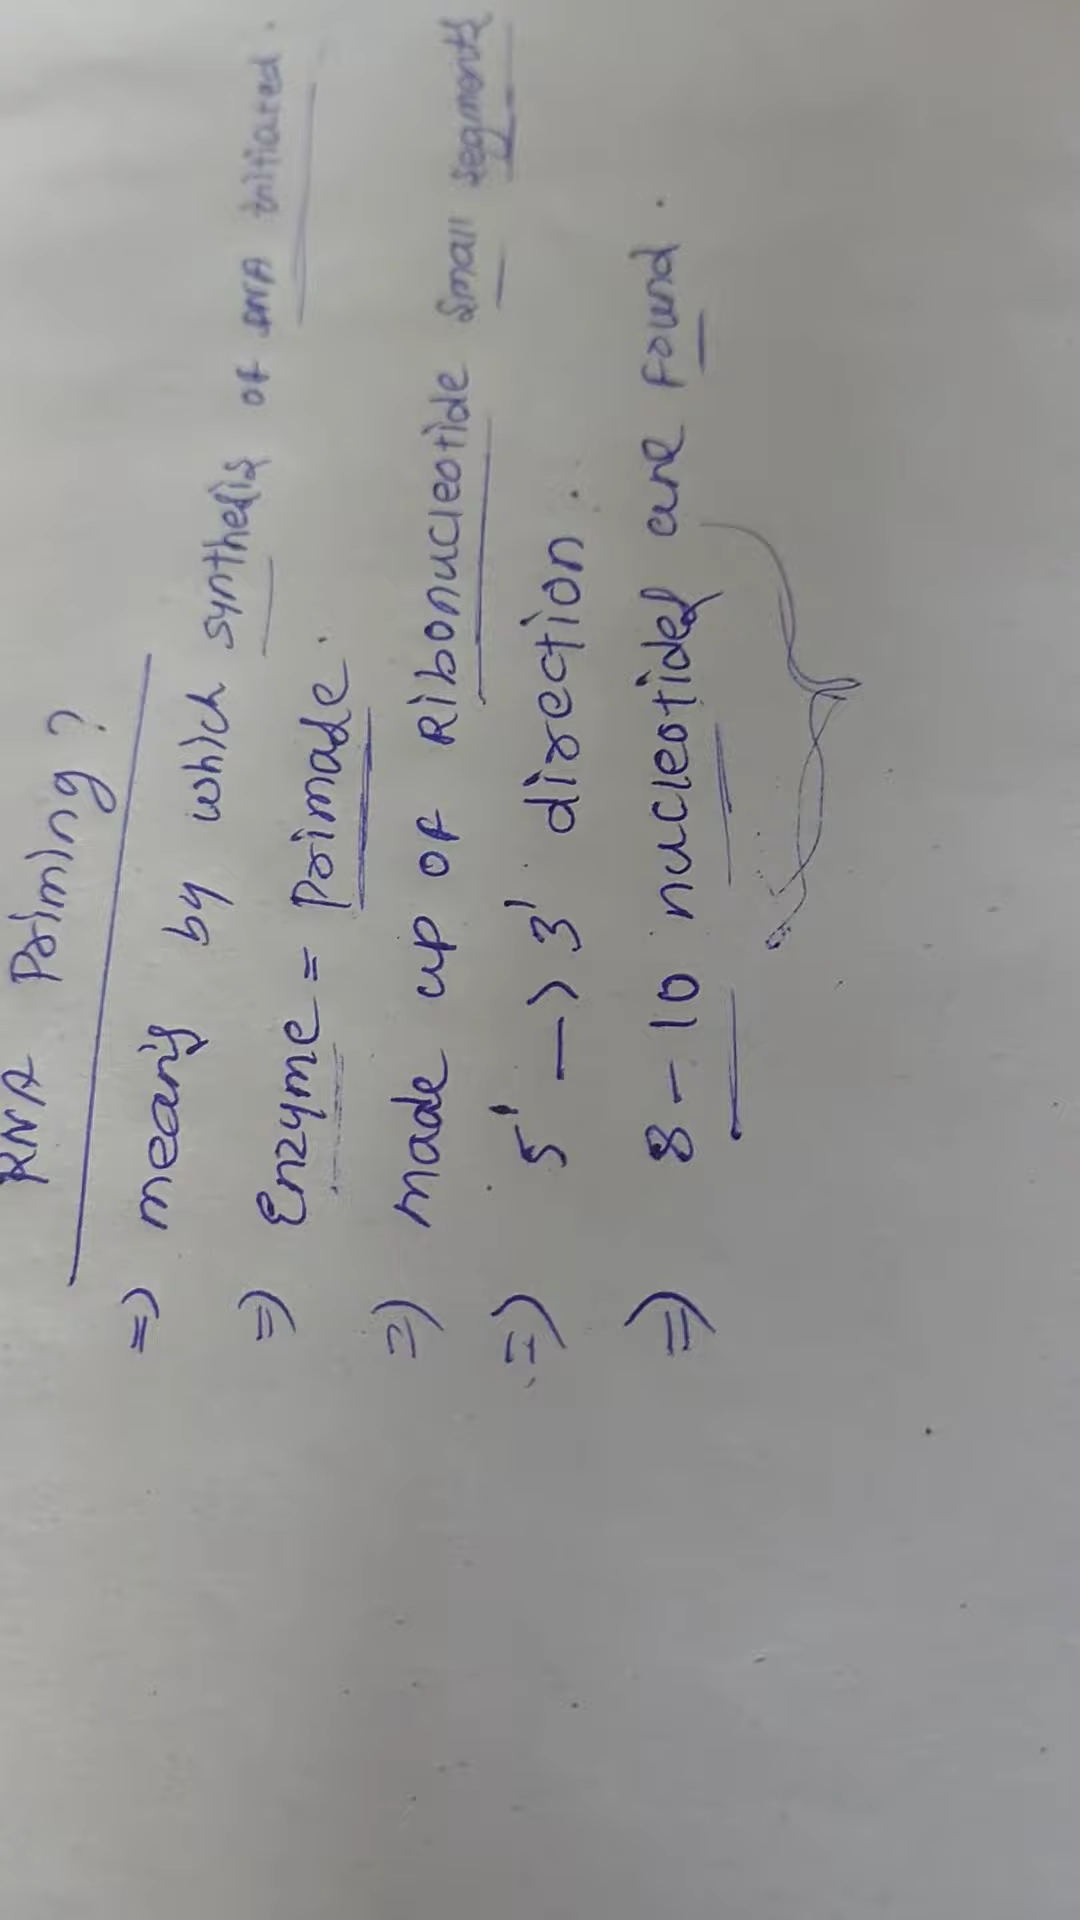 RNA Priming?
=> means by which synthesis of DNA initiated.
=> Enzyme = Primase.
=> made up of Ribonucleotide small segments
=> 5' -> 3' direction.
=> 8-10 nucleotides are found.